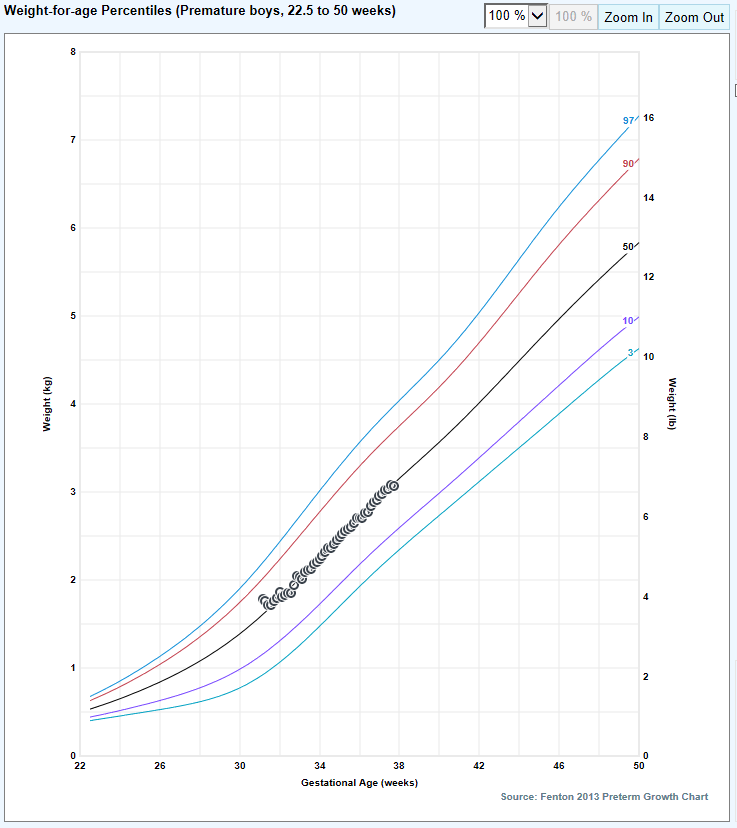 Weight-for-age Percentiles (Premature boys, 22.5 to 50 weeks)
100 % 100 % Zoom In Zoom Out
8
97 16
7
90
14
6
50
12
5
10
3 10
Weight (kg)
4
Weight (lb)
8
3
6
2
4
1
2
0 0
22 26 30 34 38 42 46 50
Gestational Age (weeks)
Source: Fenton 2013 Preterm Growth Chart